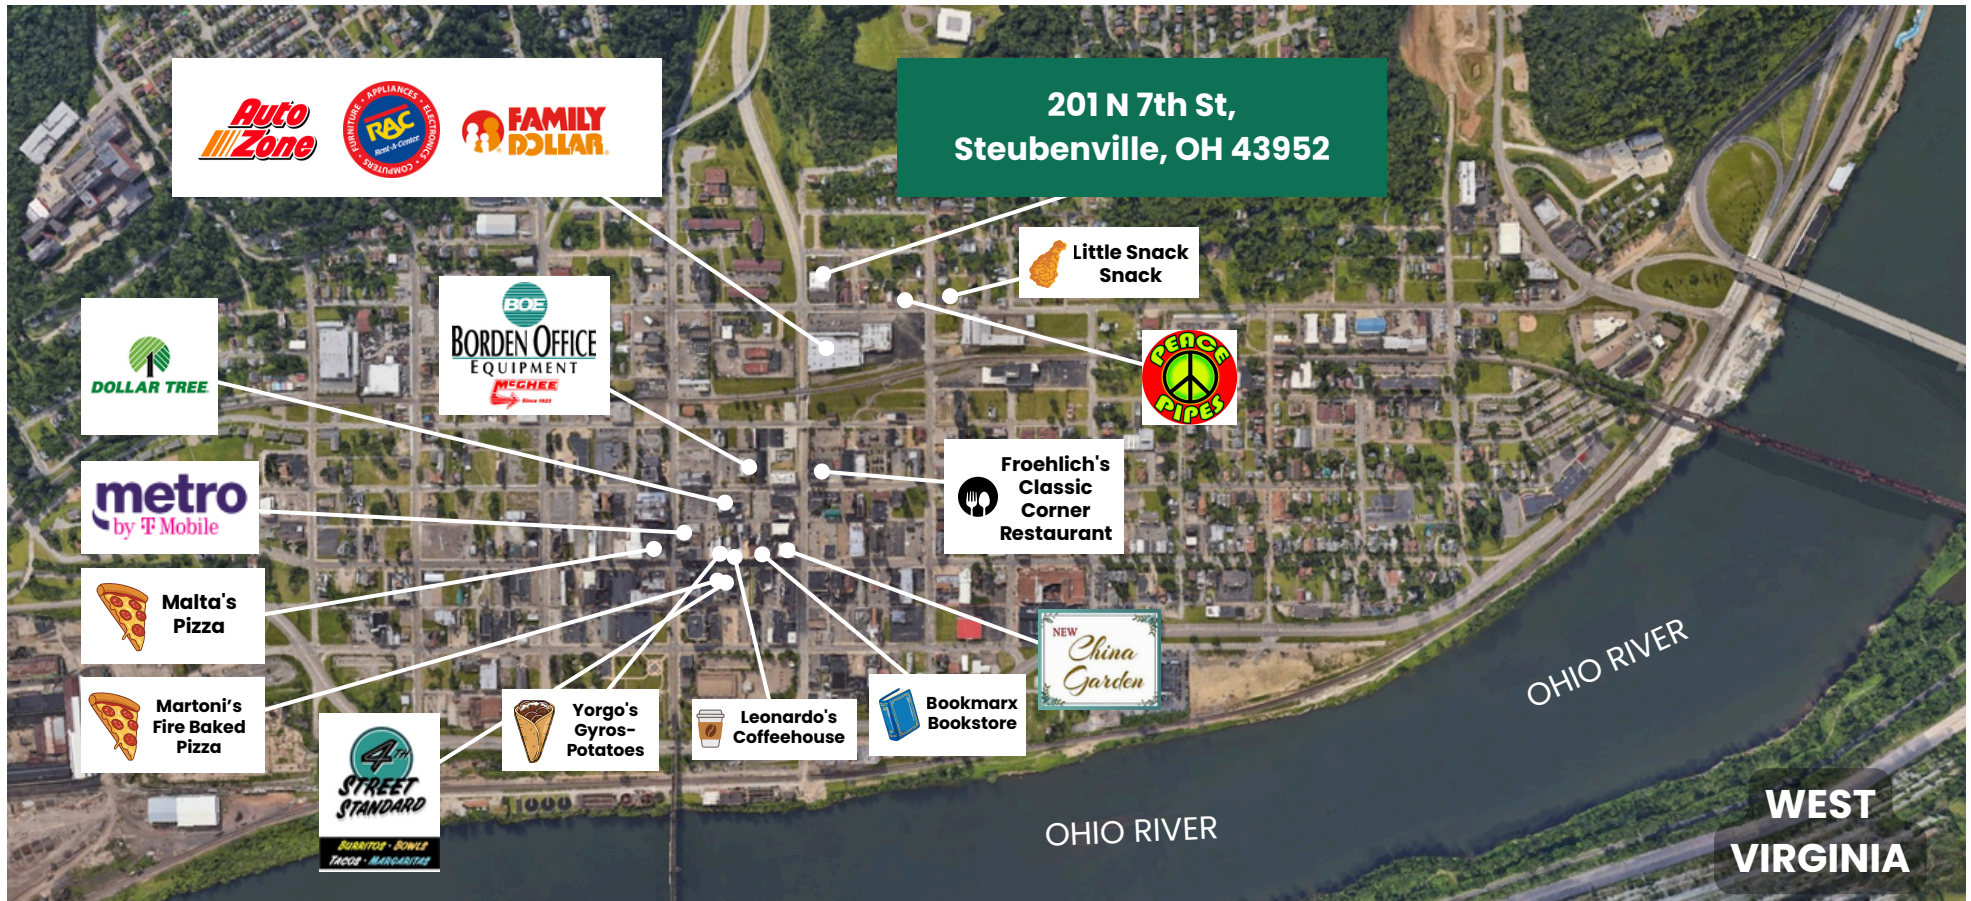 Auto
Zone
APPLIANCES • ELECTRONICS • COMPUTERS • FURNITURE •
RAC
Rent-A-Center
FAMILY
DOLLAR
201 N 7th St,
Steubenville, OH 43952
Little Snack
Snack
BOE
BORDEN OFFICE
EQUIPMENT
McGHEE
Since 1923
DOLLAR TREE
PEACE
PIPES
Froehlich's
Classic
Corner
Restaurant
metro
by T Mobile
Malta's
Pizza
NEW
China
Garden
OHIO RIVER
Martoni's
Fire Baked
Pizza
Yorgo's
Gyros-
Potatoes
Leonardo's
Coffeehouse
Bookmarx
Bookstore
4TH
STREET
STANDARD
BURRITOS • BOWLS
TACOS • MARGARITAS
OHIO RIVER
WEST
VIRGINIA